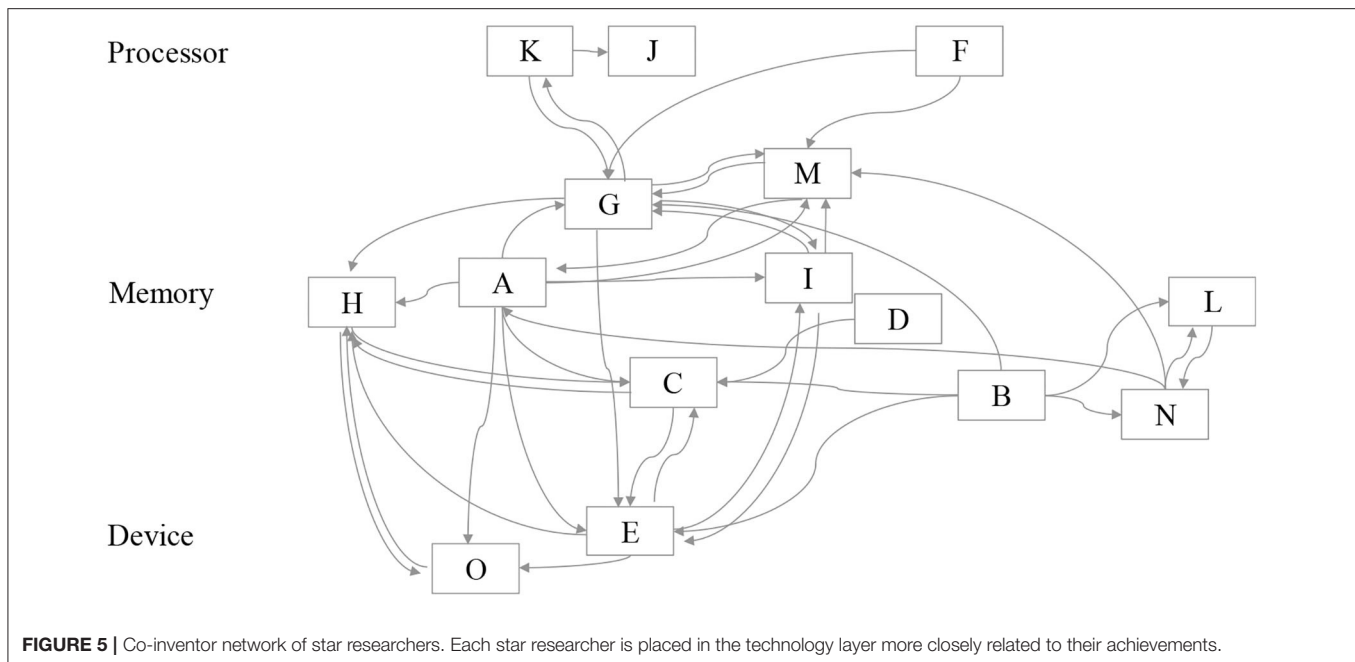 Processor
K
J
F
M
G
Memory
H
A
I
D
L
C
B
N
Device
E
O
FIGURE 5 | Co-inventor network of star researchers. Each star researcher is placed in the technology layer more closely related to their achievements.